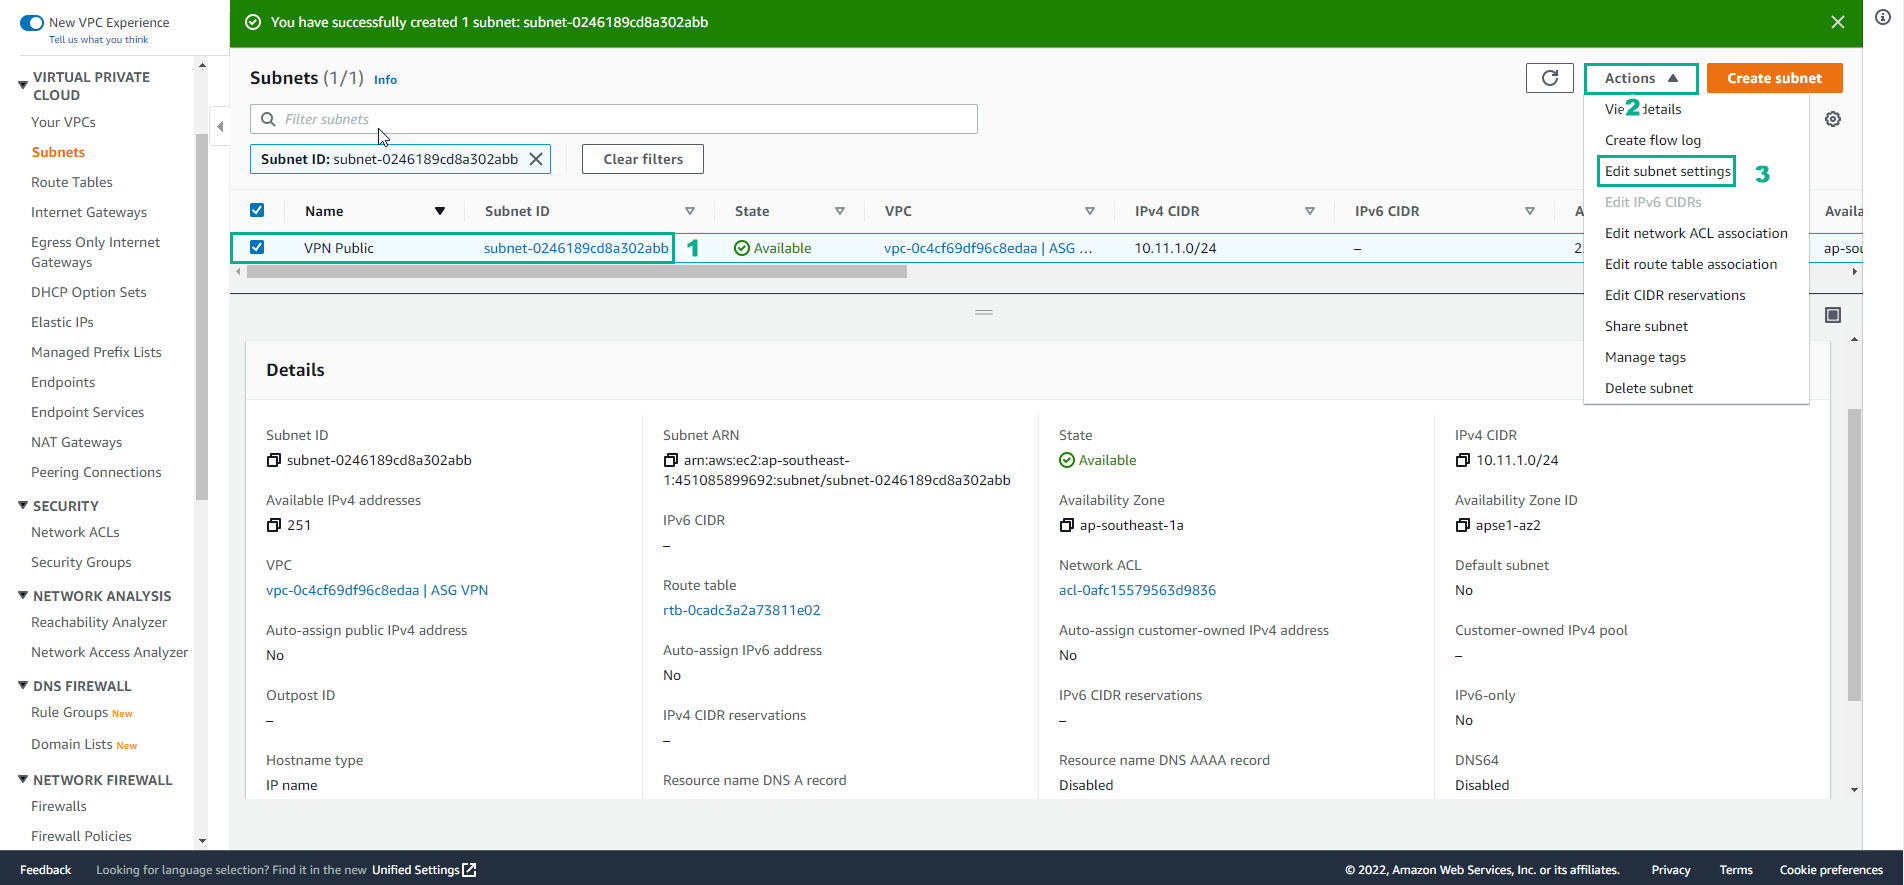 New VPC Experience
Tell us what you think
You have successfully created 1 subnet: subnet-0246189cd8a302abb
VIRTUAL PRIVATE
CLOUD
Your VPCs
Subnets
Route Tables
Internet Gateways
Egress Only Internet
Gateways
DHCP Option Sets
Elastic IPs
Managed Prefix Lists
Endpoints
Endpoint Services
NAT Gateways
Peering Connections
SECURITY
Network ACLs
Security Groups
NETWORK ANALYSIS
Reachability Analyzer
Network Access Analyzer
DNS FIREWALL
Rule Groups New
Domain Lists New
NETWORK FIREWALL
Firewalls
Firewall Policies
Subnets (1/1) Info
Actions
Create subnet
Filter subnets
Subnet ID: subnet-0246189cd8a302abb
Clear filters
2
details
Create flow log
Edit subnet settings 3
Edit IPv6 CIDRs
Edit network ACL association
Edit route table association
Edit CIDR reservations
Share subnet
Manage tags
Delete subnet
Name Subnet ID State VPC IPv4 CIDR IPv6 CIDR A Availa
VPN Public subnet-0246189cd8a302abb 1 Available vpc-0c4cf69df96c8edaa | ASG ... 10.11.1.0/24 – 2 ap-sou
Details
Subnet ID
subnet-0246189cd8a302abb
Available IPv4 addresses
251
VPC
vpc-0c4cf69df96c8edaa | ASG VPN
Auto-assign public IPv4 address
No
Outpost ID
–
Hostname type
IP name
Subnet ARN
arn:aws:ec2:ap-southeast-
1:451085899692:subnet/subnet-0246189cd8a302abb
IPv6 CIDR
–
Route table
rtb-0cadc3a2a73811e02
Auto-assign IPv6 address
No
IPv4 CIDR reservations
–
Resource name DNS A record
State
Available
Availability Zone
ap-southeast-1a
Network ACL
acl-0afc15579563d9836
Auto-assign customer-owned IPv4 address
No
IPv6 CIDR reservations
–
Resource name DNS AAAA record
Disabled
IPv4 CIDR
10.11.1.0/24
Availability Zone ID
apse1-az2
Default subnet
No
Customer-owned IPv4 pool
–
IPv6-only
No
DNS64
Disabled
Feedback Looking for language selection? Find it in the new Unified Settings © 2022, Amazon Web Services, Inc. or its affiliates. Privacy Terms Cookie preferences